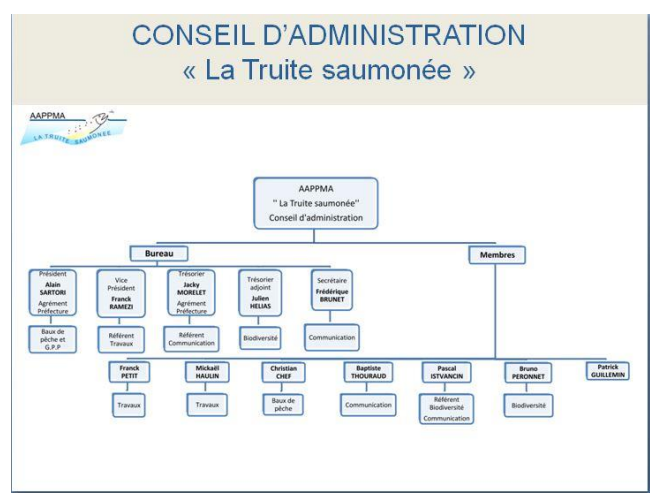 CONSEIL D'ADMINISTRATION
« La Truite saumonée »
AAPPMA
LA TRUITE SAUMONEE
AAPPMA
" La Truite saumonée"
Conseil d'administration
Bureau
Membres
Président
Alain
SARTORI
Agrément
Préfecture
Vice
Président
Franck
RAMEZI
Trésorier
Jacky
MORELET
Agrément
Préfecture
Trésorier
adjoint
Julien
HELIAS
Secrétaire
Frédérique
BRUNET
Baux de
pêche et
G.P.P
Référent
Travaux
Référent
Communication
Biodiversité
Communication
Franck
PETIT
Mickaël
HAULIN
Christian
CHEF
Baptiste
THOURAUD
Pascal
ISTVANCIN
Bruno
PERONNET
Patrick
GUILLEMIN
Travaux
Travaux
Baux de
pêche
Communication
Référent
Biodiversité
Communication
Biodiversité